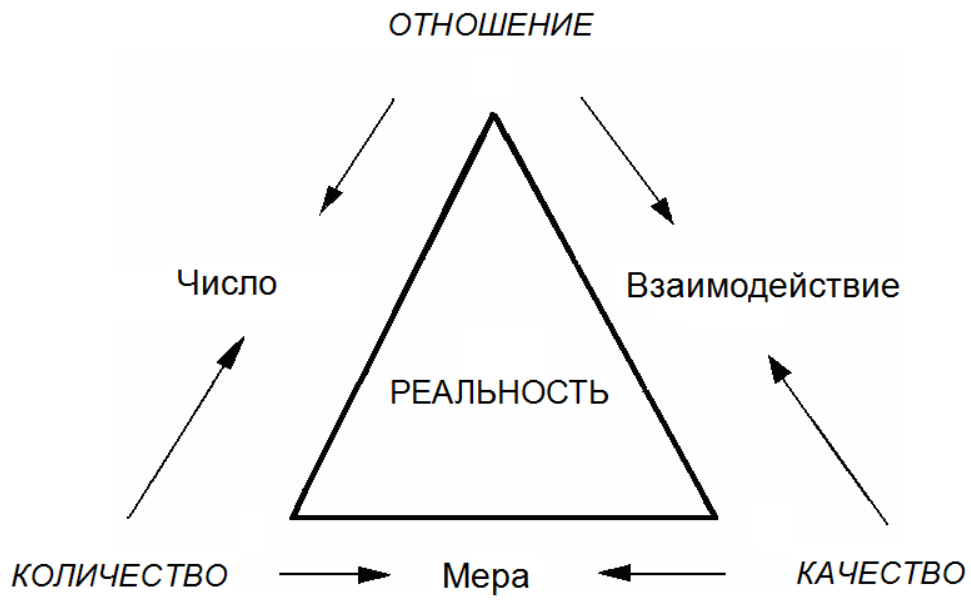 ОТНОШЕНИЕ
Число
Взаимодействие
РЕАЛЬНОСТЬ
КОЛИЧЕСТВО
Мера
КАЧЕСТВО